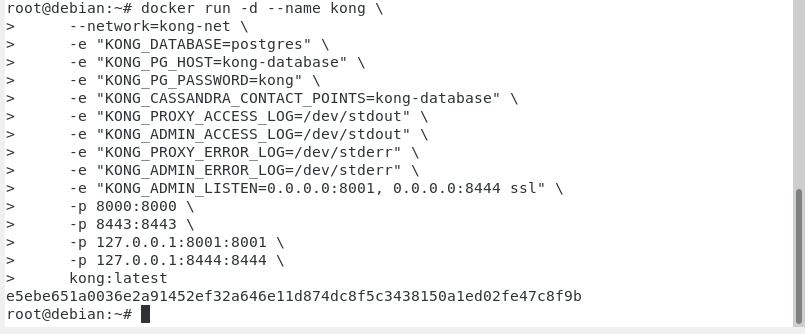 root@debian:~# docker run -d --name kong \
>      --network=kong-net \
>      -e "KONG_DATABASE=postgres" \
>      -e "KONG_PG_HOST=kong-database" \
>      -e "KONG_PG_PASSWORD=kong" \
>      -e "KONG_CASSANDRA_CONTACT_POINTS=kong-database" \
>      -e "KONG_PROXY_ACCESS_LOG=/dev/stdout" \
>      -e "KONG_ADMIN_ACCESS_LOG=/dev/stdout" \
>      -e "KONG_PROXY_ERROR_LOG=/dev/stderr" \
>      -e "KONG_ADMIN_ERROR_LOG=/dev/stderr" \
>      -e "KONG_ADMIN_LISTEN=0.0.0.0:8001, 0.0.0.0:8444 ssl" \
>      -p 8000:8000 \
>      -p 8443:8443 \
>      -p 127.0.0.1:8001:8001 \
>      -p 127.0.0.1:8444:8444 \
>      kong:latest
e5ebe651a0036e2a91452ef32a646e11d874dc8f5c3438150a1ed02fe47c8f9b
root@debian:~#